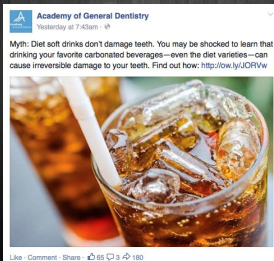 Academy of General Dentistry
Yesterday at 7:43am ·
Myth: Diet soft drinks don't damage teeth. You may be shocked to learn that
drinking your favorite carbonated beverages—even the diet varieties—can
cause irreversible damage to your teeth. Find out how: http://ow.ly/JORVw
Like · Comment · Share · 65 3 180